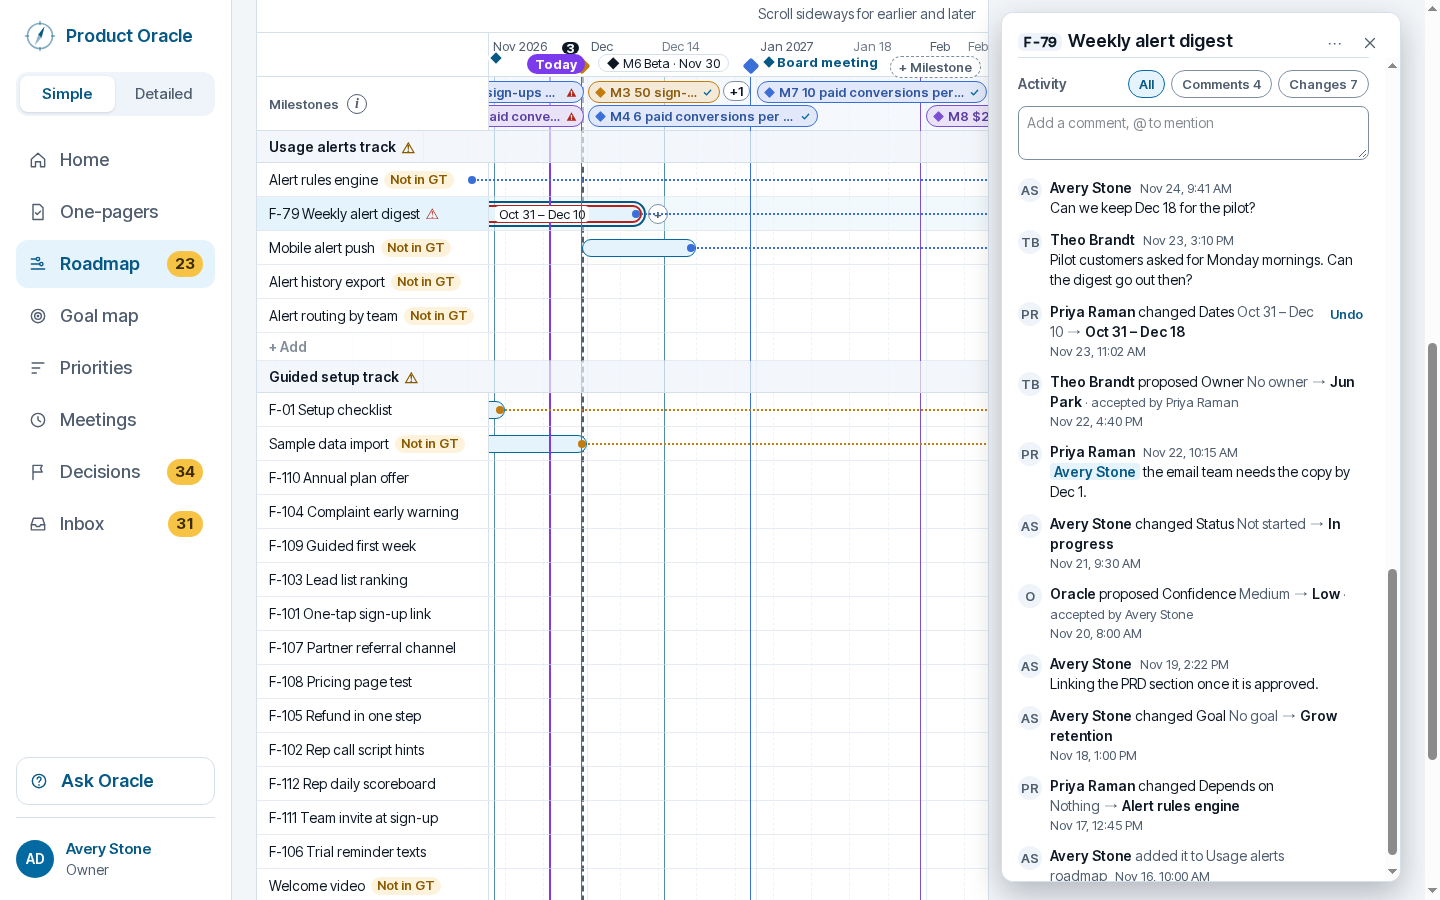 Product Oracle
Simple
Detailed
Home
One-pagers
Roadmap 23
Goal map
Priorities
Meetings
Decisions 34
Inbox 31
Ask Oracle
AD
Avery Stone
Owner
Scroll sideways for earlier and later
Nov 2026
3
Dec
Dec 14
Jan 2027
Jan 18
Feb
Feb
Today
M6 Beta · Nov 30
Board meeting
+ Milestone
Milestones i
sign-ups ...
M3 50 sign-...
+1
M7 10 paid conversions per...
aid conve...
M4 6 paid conversions per ...
M8 $2
Usage alerts track
Alert rules engine Not in GT
F-79 Weekly alert digest
Oct 31 – Dec 10
Mobile alert push Not in GT
Alert history export Not in GT
Alert routing by team Not in GT
+ Add
Guided setup track
F-01 Setup checklist
Sample data import Not in GT
F-110 Annual plan offer
F-104 Complaint early warning
F-109 Guided first week
F-103 Lead list ranking
F-101 One-tap sign-up link
F-107 Partner referral channel
F-108 Pricing page test
F-105 Refund in one step
F-102 Rep call script hints
F-112 Rep daily scoreboard
F-111 Team invite at sign-up
F-106 Trial reminder texts
Welcome video Not in GT
F-79 Weekly alert digest
Activity
All
Comments 4
Changes 7
Add a comment, @ to mention
AS Avery Stone Nov 24, 9:41 AM
Can we keep Dec 18 for the pilot?
TB Theo Brandt Nov 23, 3:10 PM
Pilot customers asked for Monday mornings. Can
the digest go out then?
PR Priya Raman changed Dates Oct 31 – Dec
10 → Oct 31 – Dec 18
Undo
Nov 23, 11:02 AM
TB Theo Brandt proposed Owner No owner → Jun
Park · accepted by Priya Raman
Nov 22, 4:40 PM
PR Priya Raman Nov 22, 10:15 AM
Avery Stone the email team needs the copy by
Dec 1.
AS Avery Stone changed Status Not started → In
progress
Nov 21, 9:30 AM
O Oracle proposed Confidence Medium → Low ·
accepted by Avery Stone
Nov 20, 8:00 AM
AS Avery Stone Nov 19, 2:22 PM
Linking the PRD section once it is approved.
AS Avery Stone changed Goal No goal → Grow
retention
Nov 18, 1:00 PM
PR Priya Raman changed Depends on
Nothing → Alert rules engine
Nov 17, 12:45 PM
AS Avery Stone added it to Usage alerts
roadmap Nov 16, 10:00 AM